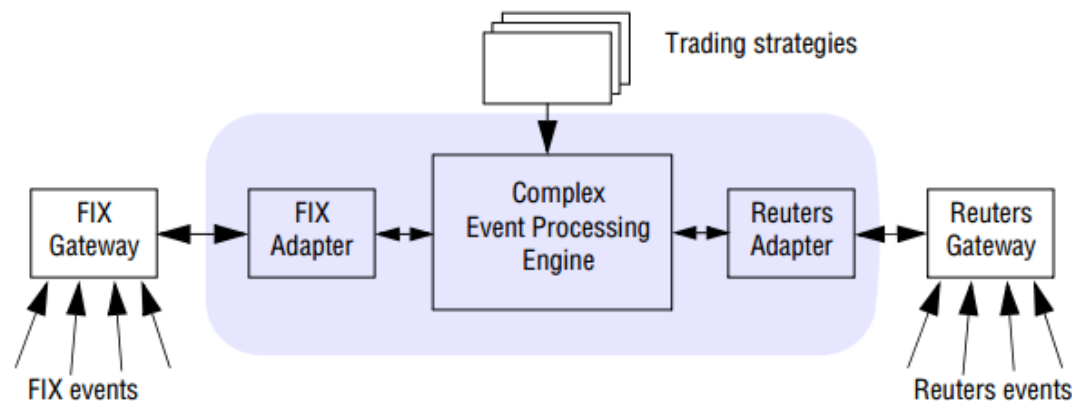 Trading strategies
FIX
Gateway
FIX
Adapter
Complex
Event Processing
Engine
Reuters
Adapter
Reuters
Gateway
FIX events
Reuters events